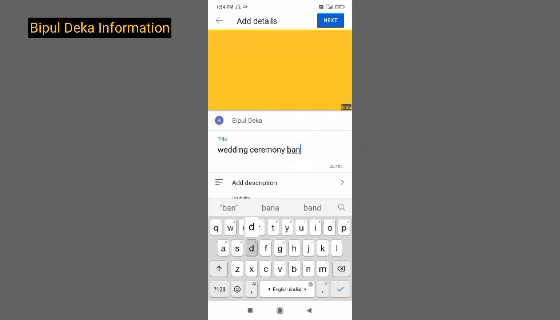 Bipul Deka Information
Add details
NEXT
Bipul Deka
Title
wedding ceremony ban
Add description
"ban" bana band
q w d t y u i o p
a s d f g h j k l
z x c v b n m
?123 , English (India) .